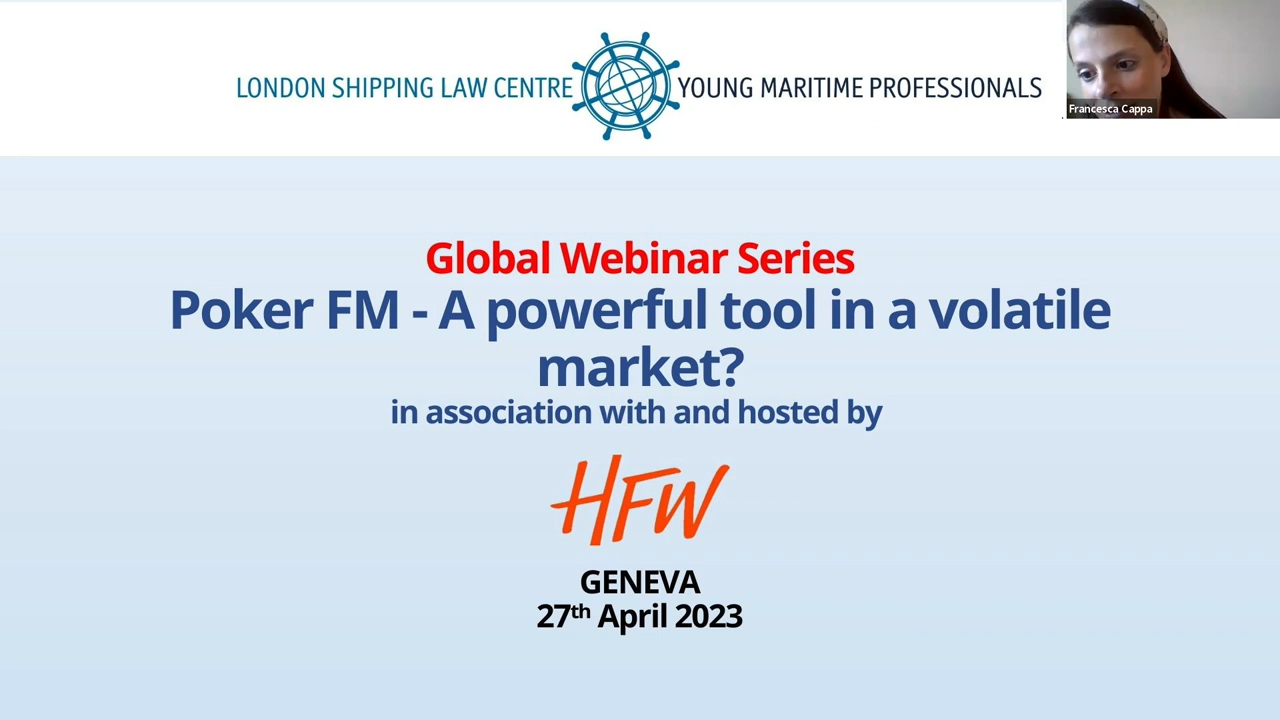 LONDON SHIPPING LAW CENTRE YOUNG MARITIME PROFESSIONALS
Francesca Cappa
Global Webinar Series
Poker FM - A powerful tool in a volatile
market?
in association with and hosted by
HFW
GENEVA
27th April 2023